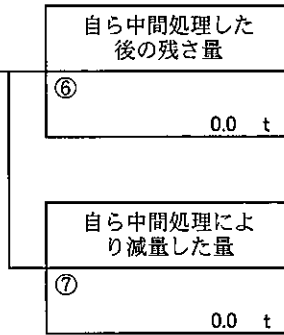 自ら中間処理した
後の残さ量
⑥
0.0 t
自ら中間処理によ
り減量した量
⑦
0.0 t